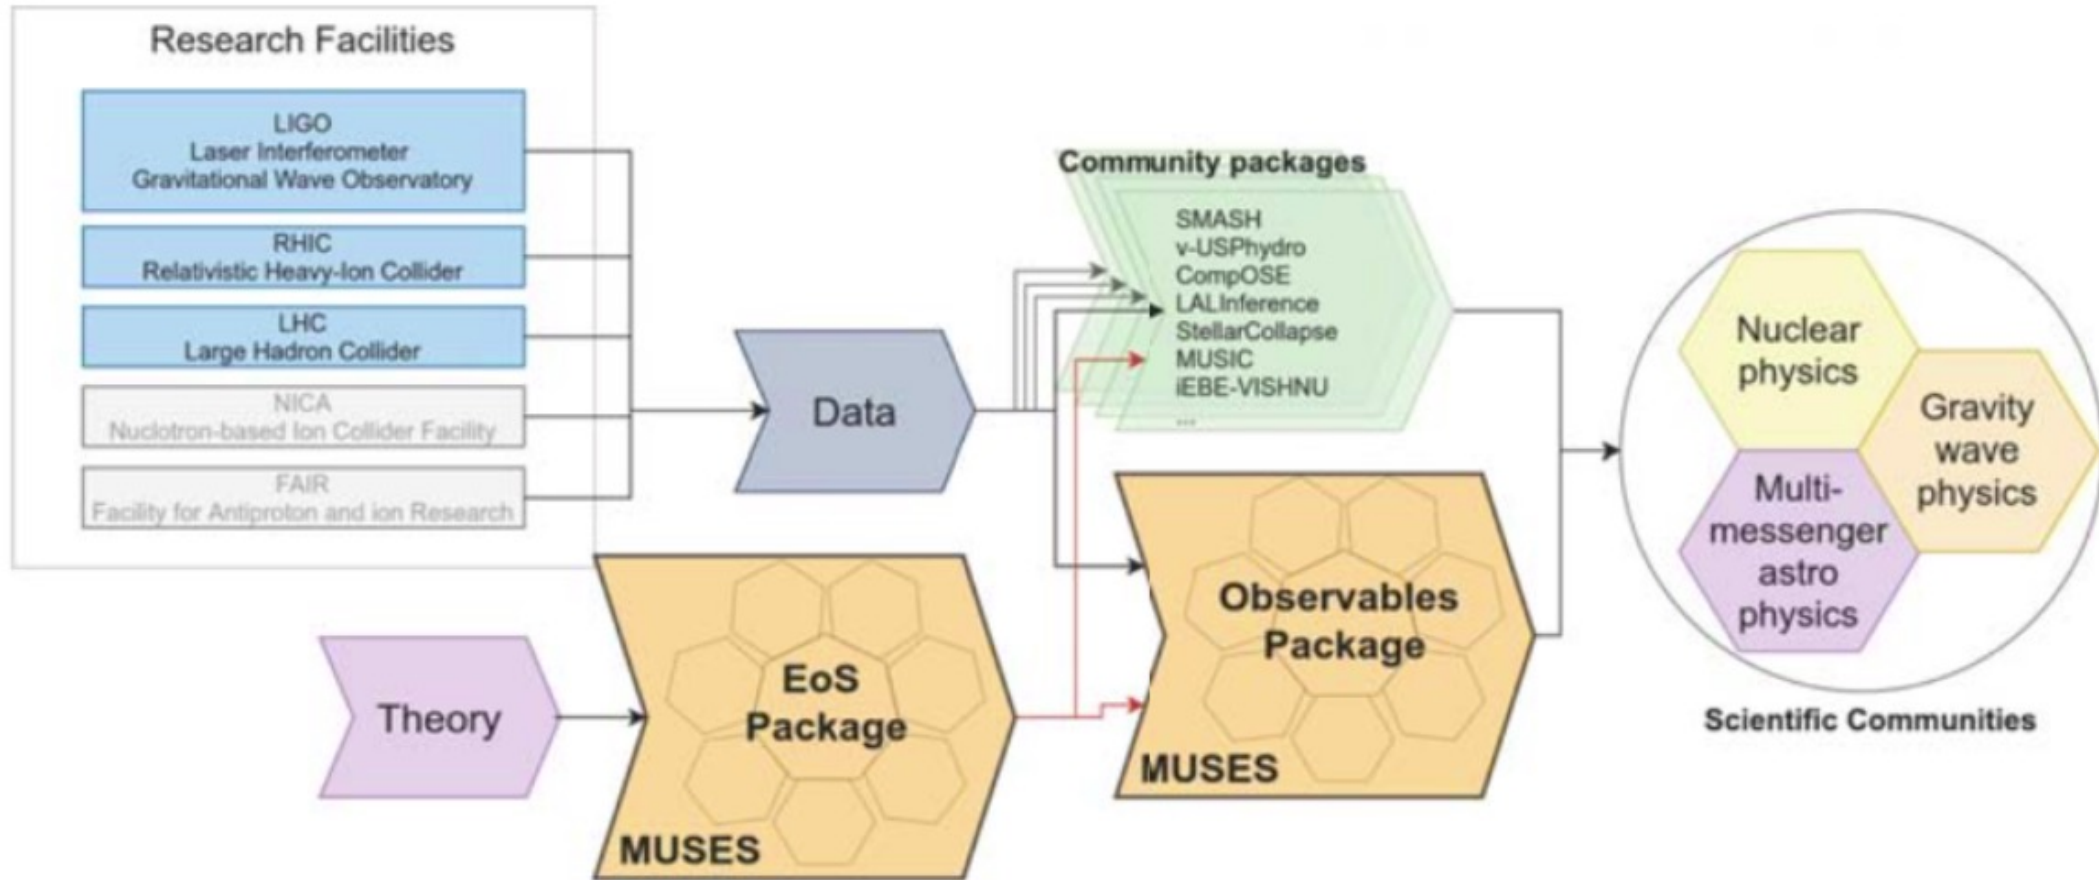 Research Facilities
LIGO
Laser Interferometer
Gravitational Wave Observatory
RHIC
Relativistic Heavy-Ion Collider
LHC
Large Hadron Collider
NICA
Nuclotron-based Ion Collider Facility
FAIR
Facility for Antiproton and ion Research
Data
Theory
EoS
Package
MUSES
Community packages
SMASH
v-USPhydro
CompOSE
LALInference
StellarCollapse
MUSIC
iEBE-VISHNU
...
Observables
Package
MUSES
Nuclear
physics
Gravity
wave
physics
Multi-
messenger
astro
physics
Scientific Communities